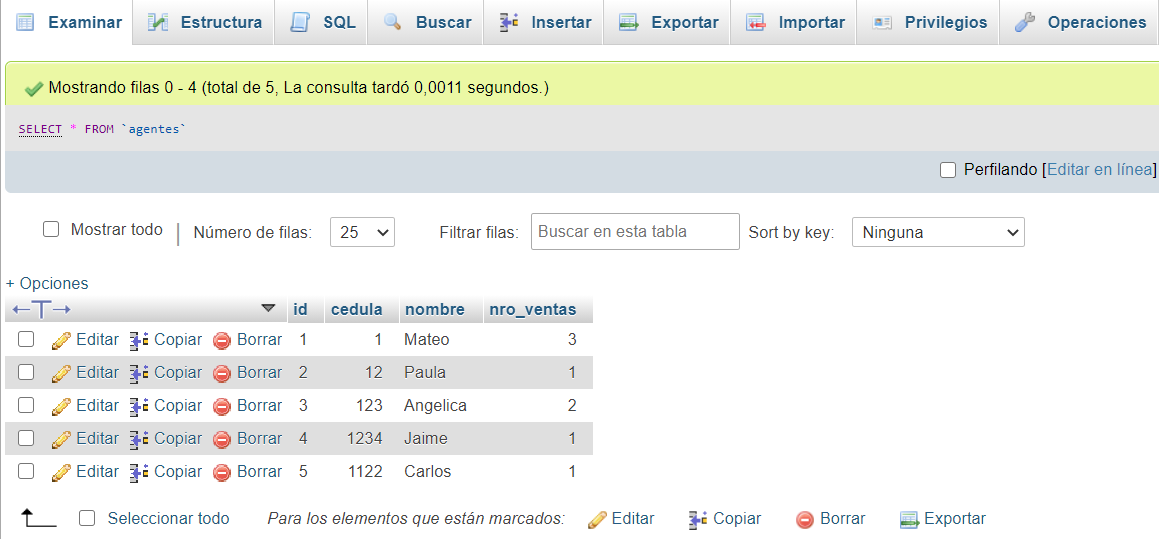 Examinar Estructura SQL Buscar Insertar Exportar Importar Privilegios Operaciones
Mostrando filas 0 - 4 (total de 5, La consulta tardó 0,0011 segundos.)
SELECT * FROM `agentes`
Perfilando [Editar en línea]
Mostrar todo | Número de filas: 25 Filtrar filas: Buscar en esta tabla Sort by key: Ninguna
+ Opciones
←T→ id cedula nombre nro_ventas
Editar Copiar Borrar 1 1 Mateo 3
Editar Copiar Borrar 2 12 Paula 1
Editar Copiar Borrar 3 123 Angelica 2
Editar Copiar Borrar 4 1234 Jaime 1
Editar Copiar Borrar 5 1122 Carlos 1
Seleccionar todo Para los elementos que están marcados: Editar Copiar Borrar Exportar